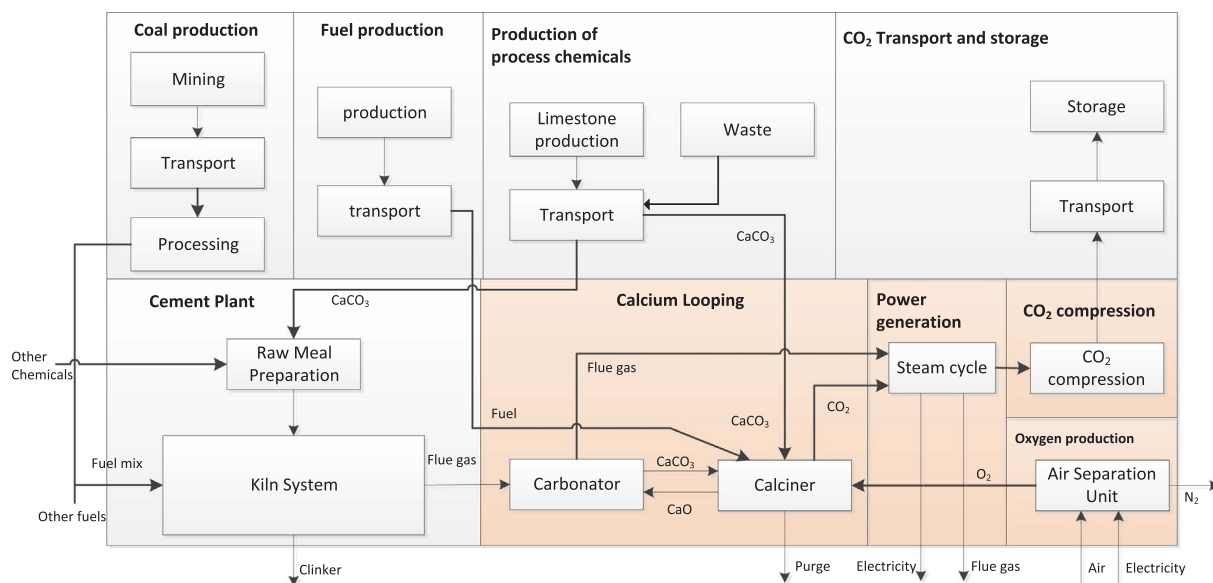 Coal production
Fuel production
Production of
process chemicals
CO₂ Transport and storage
Mining
production
Limestone
production
Waste
Storage
Transport
transport
Transport
Transport
Processing
CaCO₃
CaCO₃
Cement Plant
Calcium Looping
Power
generation
CO₂ compression
Other
Chemicals
Raw Meal
Preparation
Flue gas
Steam cycle
CO₂
compression
Fuel
CaCO₃
CO₂
Oxygen production
Fuel mix
Kiln System
Flue gas
Carbonator
CaCO₃
CaO
Calciner
O₂
Air Separation
Unit
N₂
Other fuels
Clinker
Purge
Electricity
Flue gas
Air
Electricity